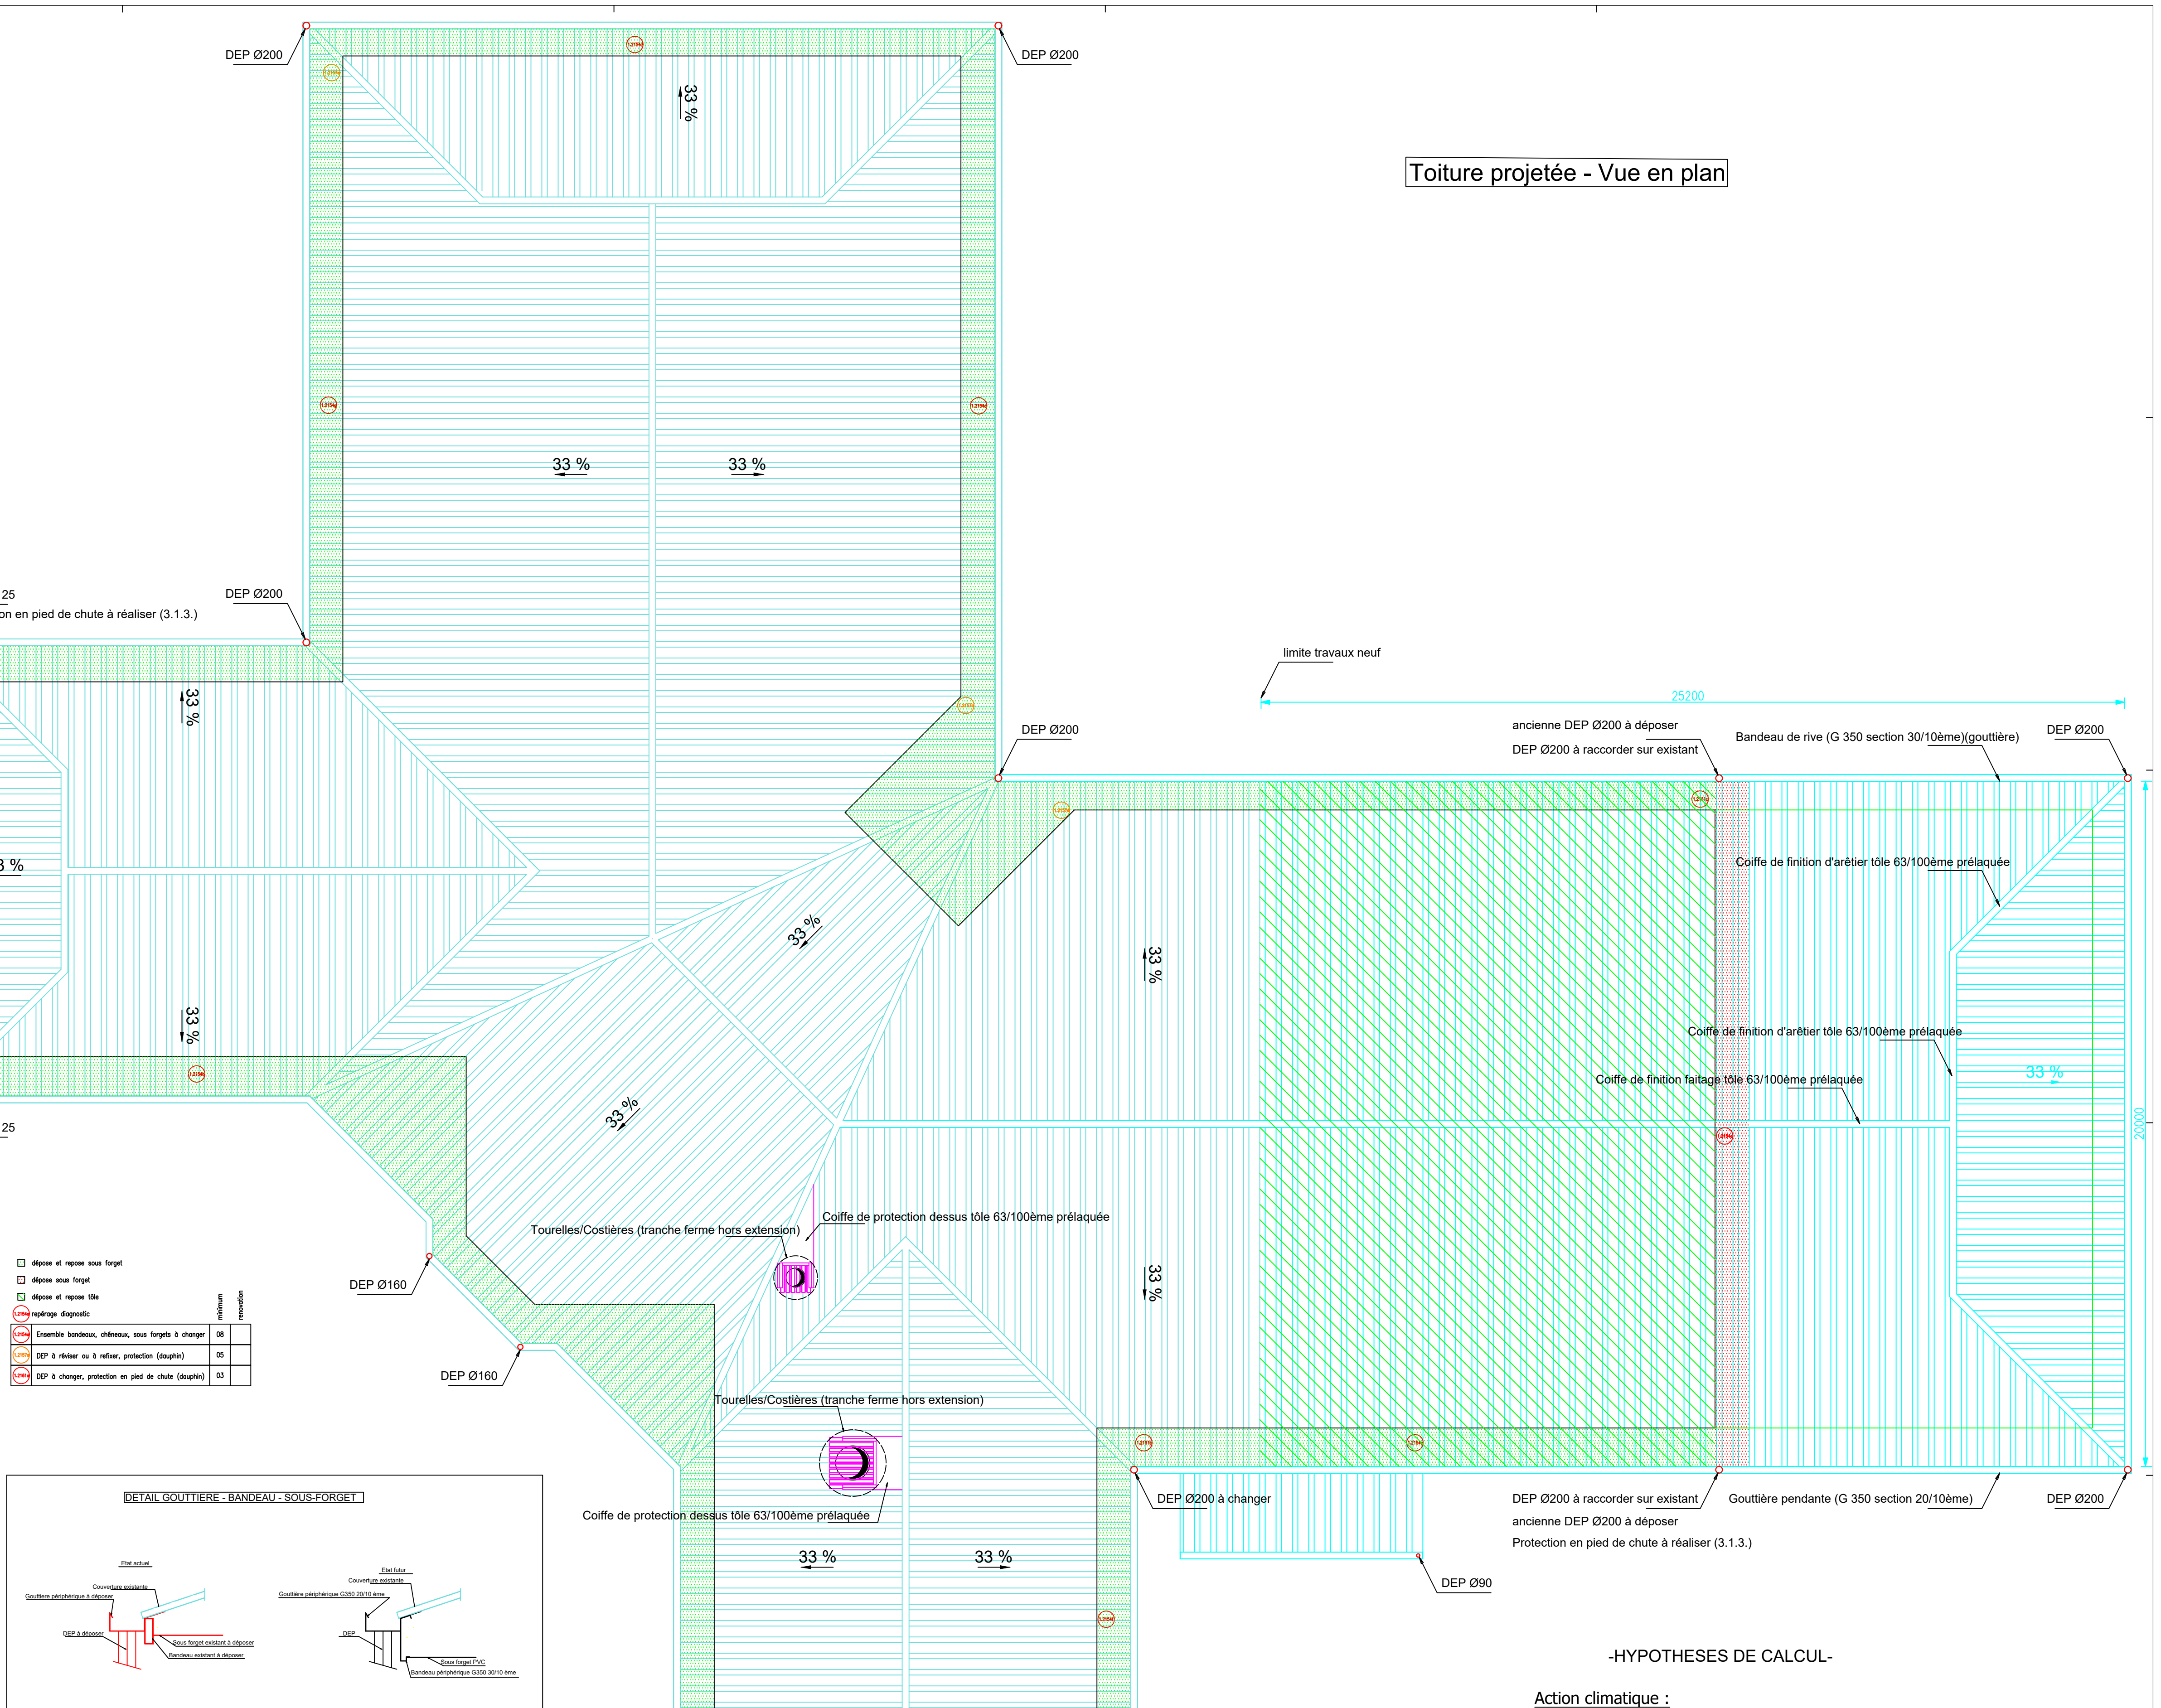 DEP Ø200
DEP Ø200
33 %
Toiture projetée - Vue en plan
33 %
33 %
25
on en pied de chute à réaliser (3.1.3.)
DEP Ø200
33 %
limite travaux neuf
25200
DEP Ø200
ancienne DEP Ø200 à déposer
DEP Ø200 à raccorder sur existant
Bandeau de rive (G 350 section 30/10ème)(gouttière)
DEP Ø200
3 %
Coiffe de finition d'arêtier tôle 63/100ème prélaquée
33 %
33 %
33 %
Coiffe de finition d'arêtier tôle 63/100ème prélaquée
Coiffe de finition faitage tôle 63/100ème prélaquée
33 %
20000
33 %
25
Coiffe de protection dessus tôle 63/100ème prélaquée
Tourelles/Costières (tranche ferme hors extension)
33 %
DEP Ø160
DEP Ø160
dépose et repose sous forget
dépose sous forget
dépose et repose tôle
repérage diagnostic
minimum
renovation
Ensemble bandeaux, chéneaux, sous forgets à changer 08
DEP à réviser ou à refixer, protection (dauphin) 05
DEP à changer, protection en pied de chute (dauphin) 03
Tourelles/Costières (tranche ferme hors extension)
Coiffe de protection dessus tôle 63/100ème prélaquée
33 %
33 %
DEP Ø200 à changer
DEP Ø200 à raccorder sur existant
ancienne DEP Ø200 à déposer
Protection en pied de chute à réaliser (3.1.3.)
Gouttière pendante (G 350 section 20/10ème)
DEP Ø200
DEP Ø90
DETAIL GOUTTIERE - BANDEAU - SOUS-FORGET
Etat actuel
Couverture existante
Gouttiere périphérique à déposer
DEP à déposer
Sous forget existant à déposer
Bandeau existant à déposer
Etat futur
Couverture existante
Gouttière périphérique G350 20/10 ème
DEP
Sous forget PVC
Bandeau périphérique G350 30/10 ème
-HYPOTHESES DE CALCUL-
Action climatique :